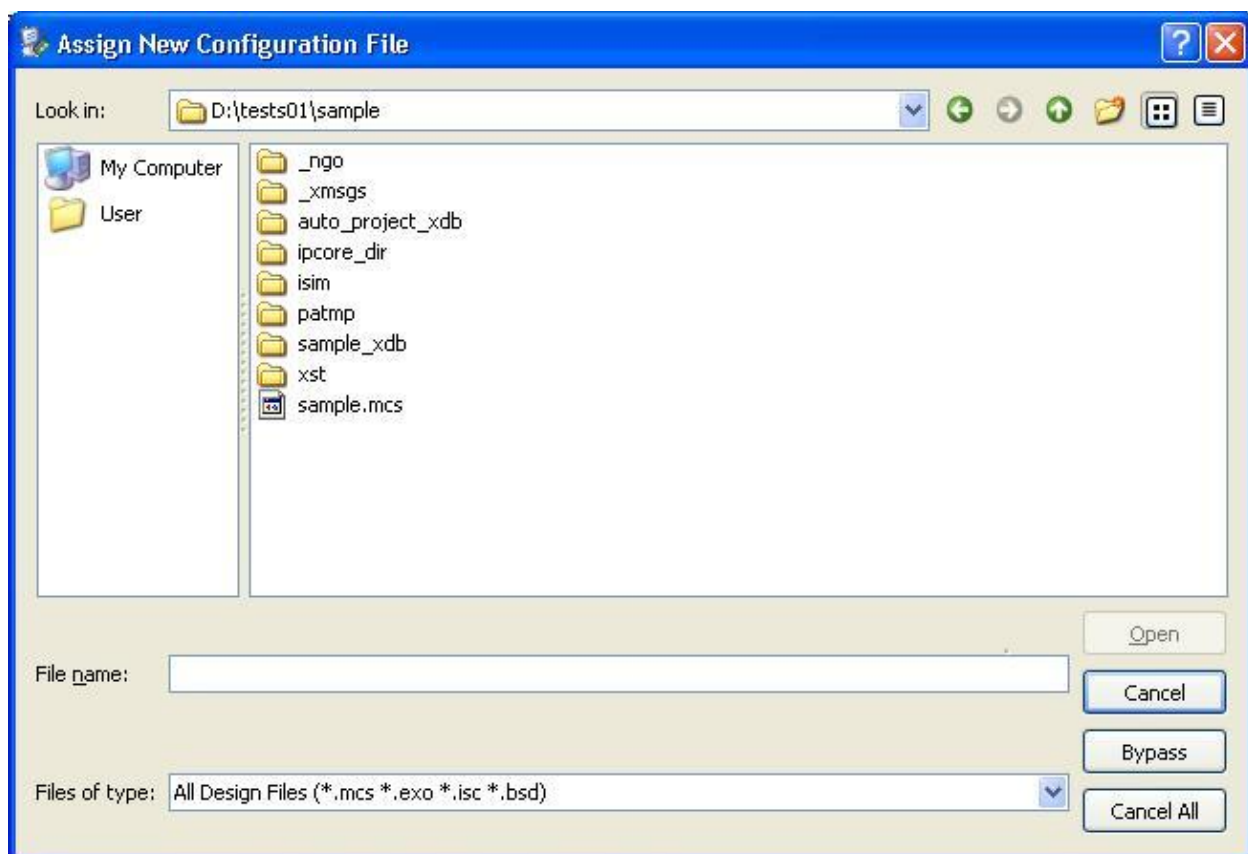 Assign New Configuration File
Look in: D:\tests01\sample
My Computer
User
_ngo
_xmsgs
auto_project_xdb
ipcore_dir
isim
patmp
sample_xdb
xst
sample.mcs
Open
File name:
Cancel
Bypass
Files of type: All Design Files (*.mcs *.exo *.isc *.bsd)
Cancel All